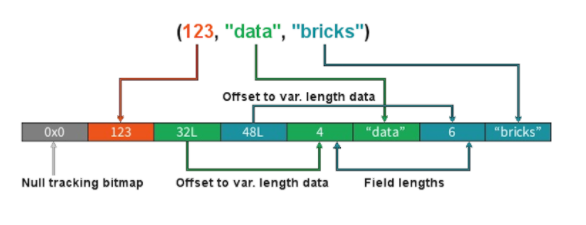 (123, "data", "bricks")
Offset to var. length data
0x0 123 32L 48L 4 “data” 6 “bricks”
Null tracking bitmap Offset to var. length data Field lengths